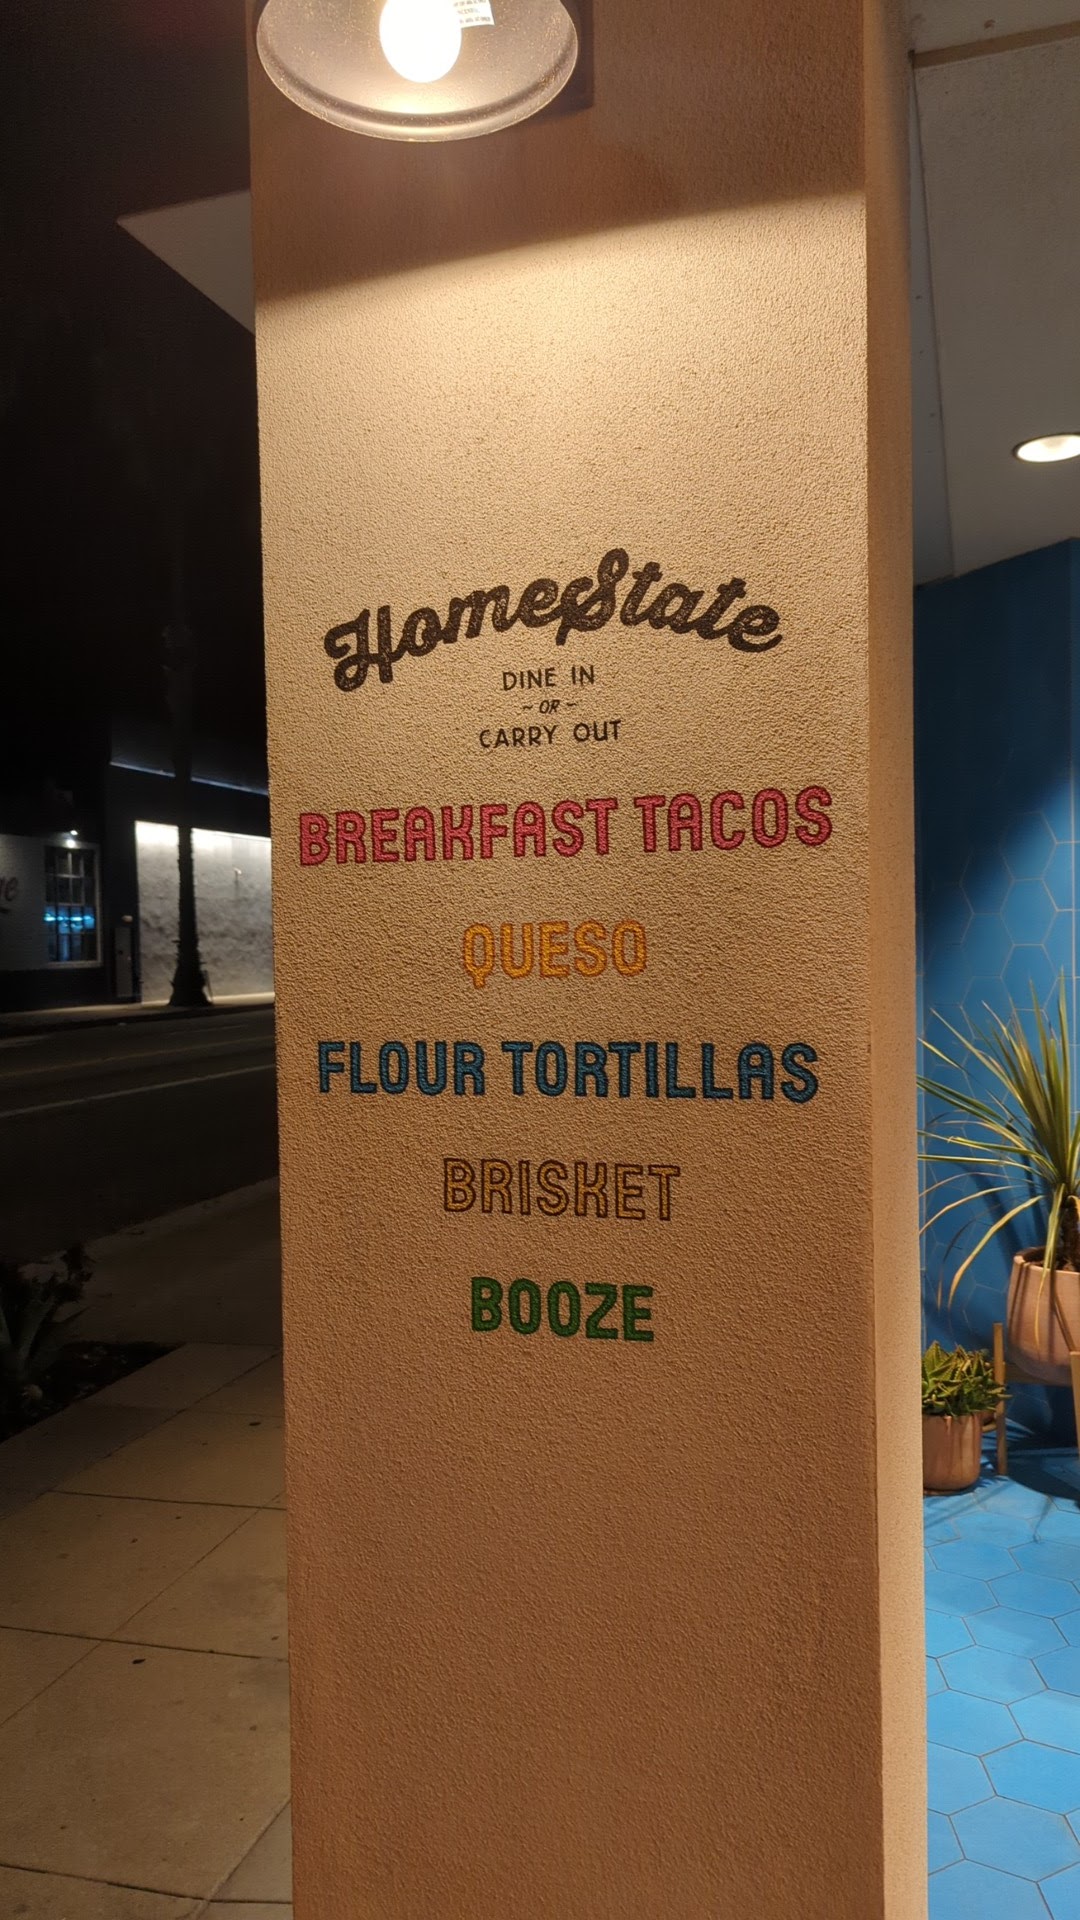 HomeState
DINE IN
~ OR ~
CARRY OUT
BREAKFAST TACOS
QUESO
FLOUR TORTILLAS
BRISKET
BOOZE